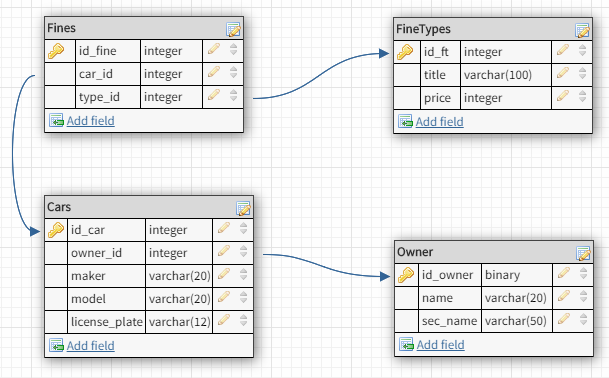 Fines
id_fine integer
car_id integer
type_id integer
Add field
FineTypes
id_ft integer
title varchar(100)
price integer
Add field
Cars
id_car integer
owner_id integer
maker varchar(20)
model varchar(20)
license_plate varchar(12)
Add field
Owner
id_owner binary
name varchar(20)
sec_name varchar(50)
Add field